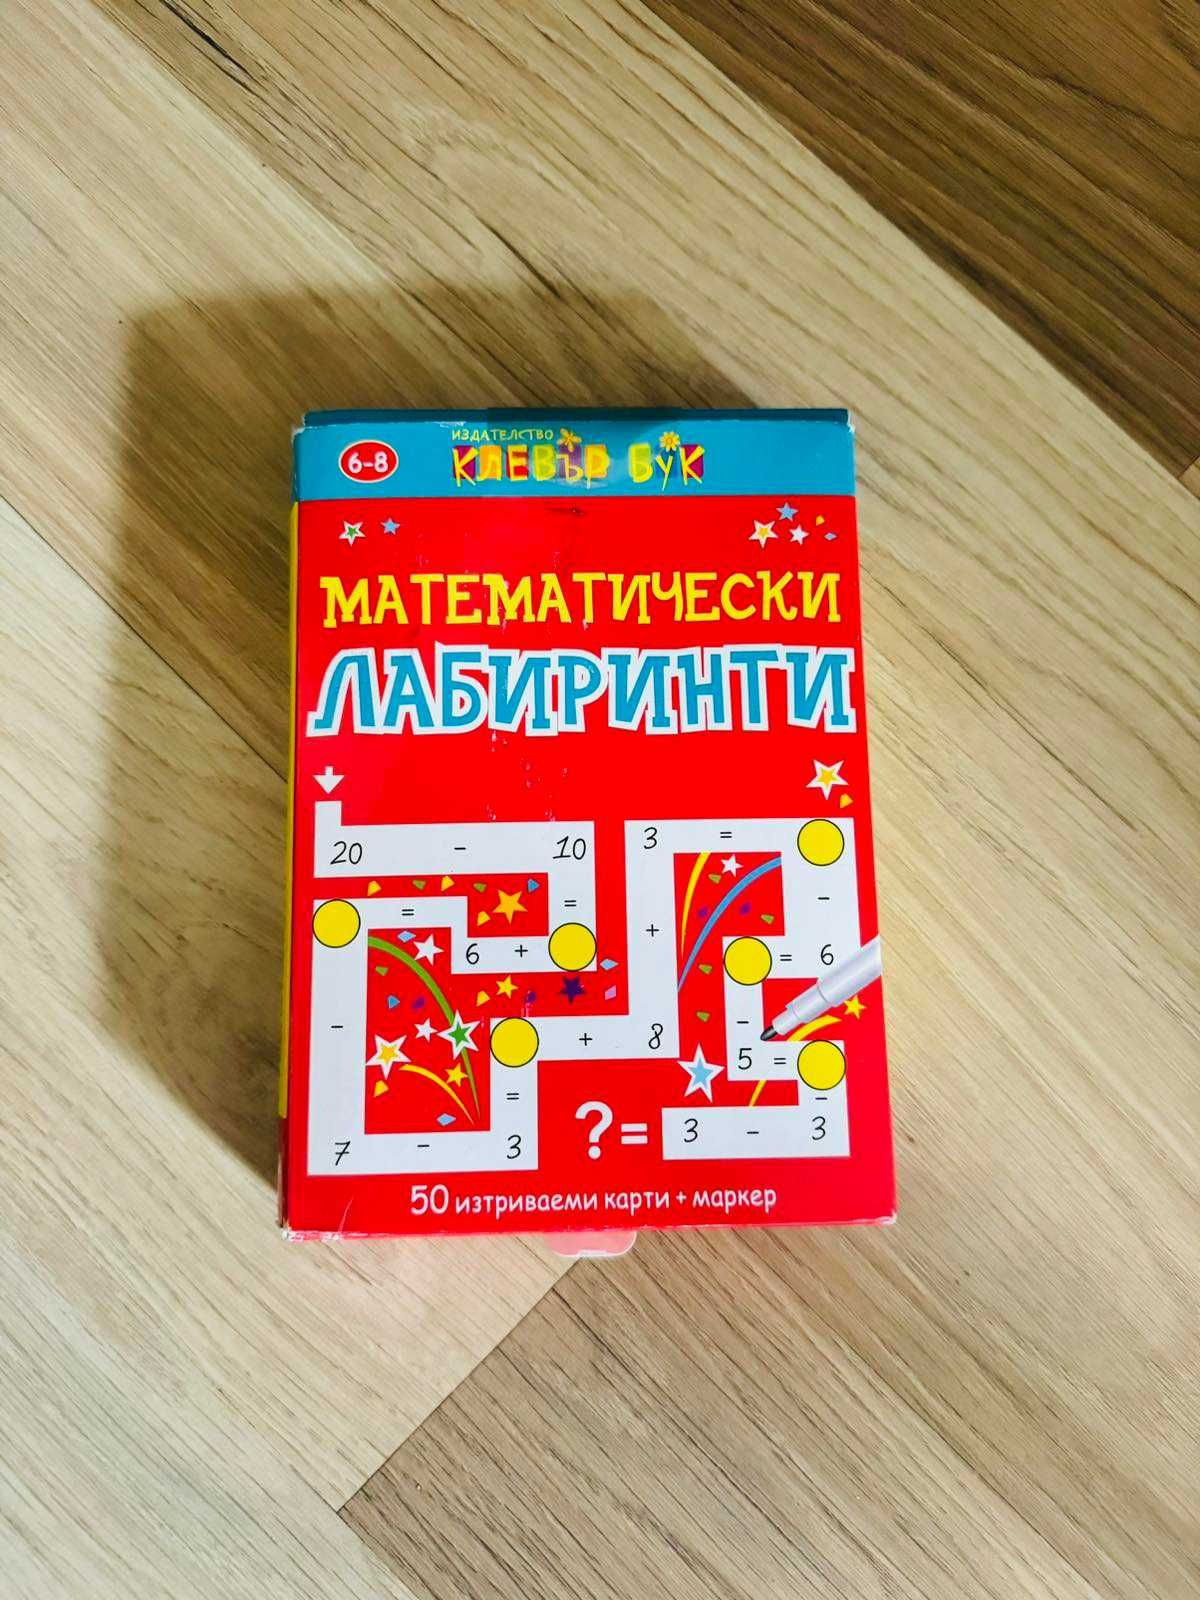 6-8
ИЗДАТЕЛСТВО
КЛЕВЪР БУК
МАТЕМАТИЧЕСКИ
ЛАБИРИНТИ
20 - 10
3 =
=
6 +
=
+
-
= 6
-
-
+ 8
5 =
=
-
7 - 3
?=
3 - 3
50 изтриваеми карти + маркер